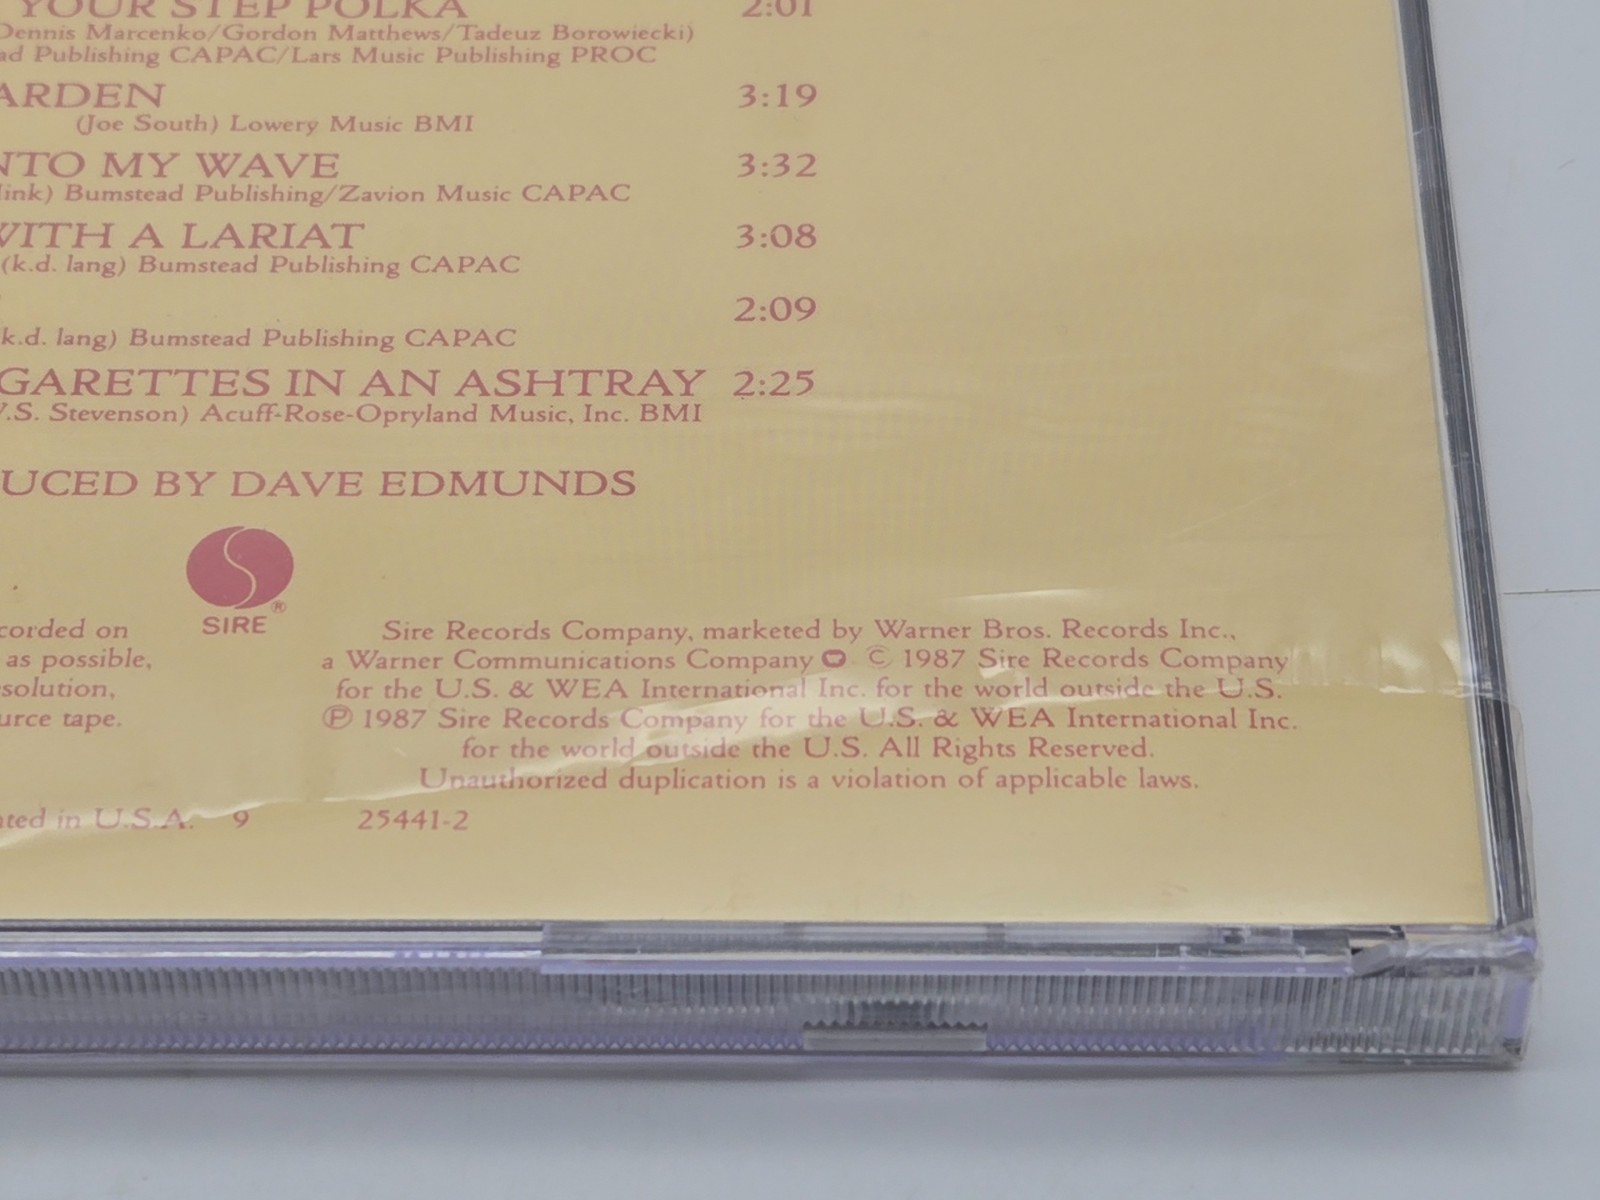 YOUR STEP POLKA 2:01
Dennis Marcenko/Gordon Matthews/Tadeuz Borowiecki)
ad Publishing CAPAC/Lars Music Publishing PROC
ARDEN 3:19
(Joe South) Lowery Music BMI
NTO MY WAVE 3:32
link) Bumstead Publishing/Zavion Music CAPAC
WITH A LARIAT 3:08
(k.d. lang) Bumstead Publishing CAPAC
2:09
k.d. lang) Bumstead Publishing CAPAC
GARETTES IN AN ASHTRAY 2:25
W.S. Stevenson) Acuff-Rose-Opryland Music, Inc. BMI
UCED BY DAVE EDMUNDS
®
SIRE
corded on
as possible,
solution,
urce tape.
Sire Records Company, marketed by Warner Bros. Records Inc.,
a Warner Communications Company © 1987 Sire Records Company
for the U.S. & WEA International Inc. for the world outside the U.S.
℗ 1987 Sire Records Company for the U.S. & WEA International Inc.
for the world outside the U.S. All Rights Reserved.
Unauthorized duplication is a violation of applicable laws.
nted in U.S.A. 9 25441-2